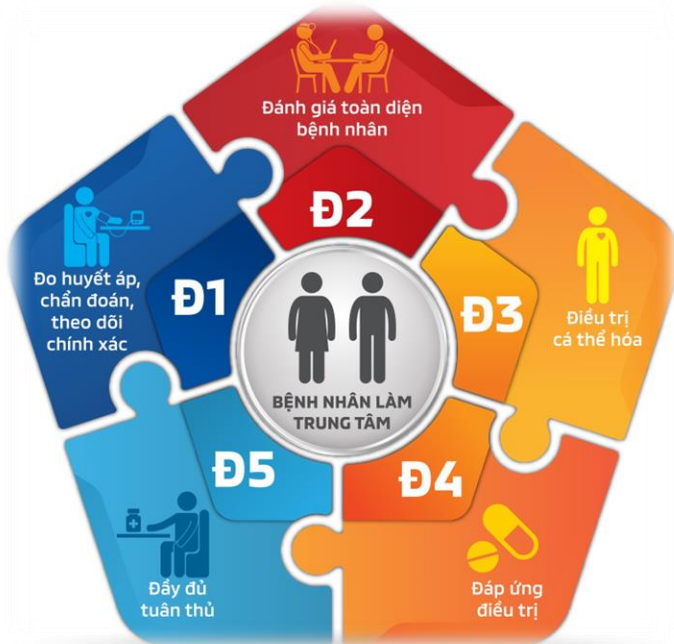 Đánh giá toàn diện
bệnh nhân
Đ2
Đo huyết áp,
chẩn đoán,
theo dõi
chính xác
Đ1
Đ3
Điều trị
cá thể hóa
BỆNH NHÂN LÀM
TRUNG TÂM
Đ5
Đ4
Đầy đủ
tuân thủ
Đáp ứng
điều trị